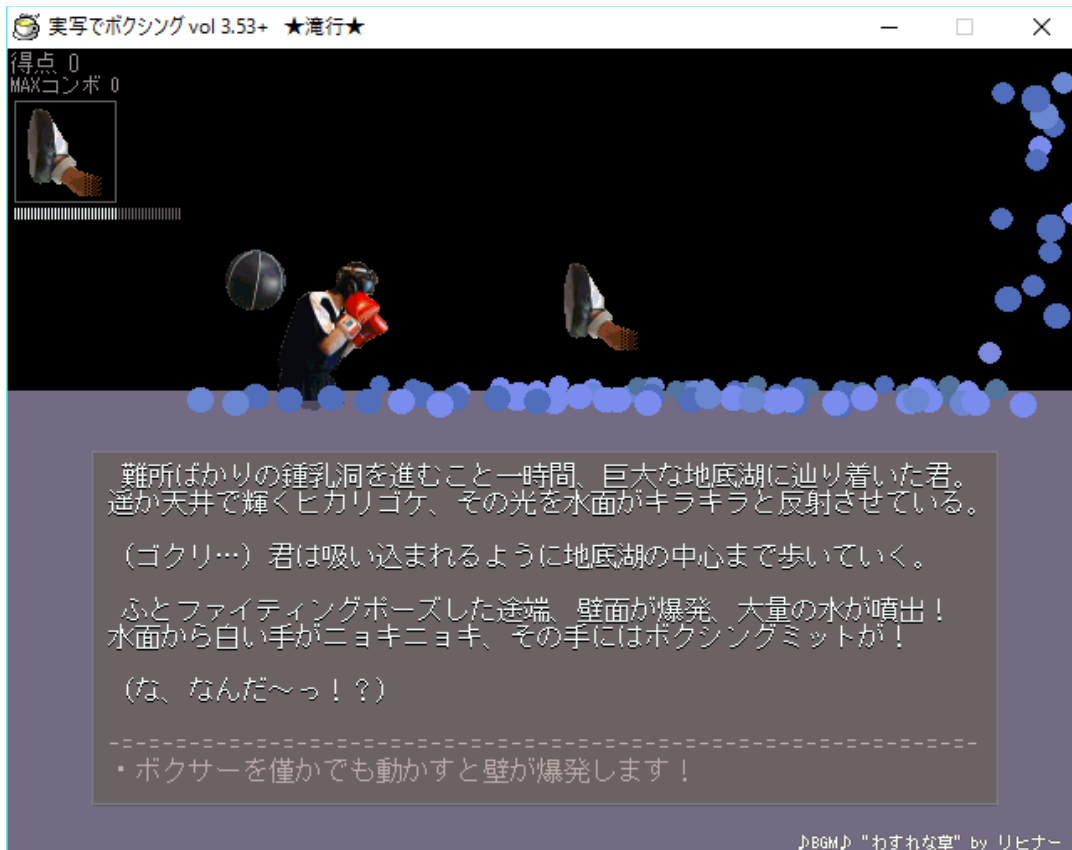 実写でボクシング vol 3.53+ ★滝行★
得点 0
MAXコンボ 0
難所ばかりの鍾乳洞を進むこと一時間、巨大な地底湖に辿り着いた君。
遥か天井で輝くヒカリゴケ、その光を水面がキラキラと反射させている。
（ゴクリ…）君は吸い込まれるように地底湖の中心まで歩いていく。
ふとファイティングポーズした途端、壁面が爆発、大量の水が噴出！
水面から白い手がニョキニョキ、その手にはボクシングミットが！
（な、なんだ～っ！？）
-=-=-=-=-=-=-=-=-=-=-=-=-=-=-=-=-=-=-=-=-=-=-=-=-=-=-=-=-=-=-=-=-
・ボクサーを僅かでも動かすと壁が爆発します！
♪BGM♪ "わすれな草" by リヒナー